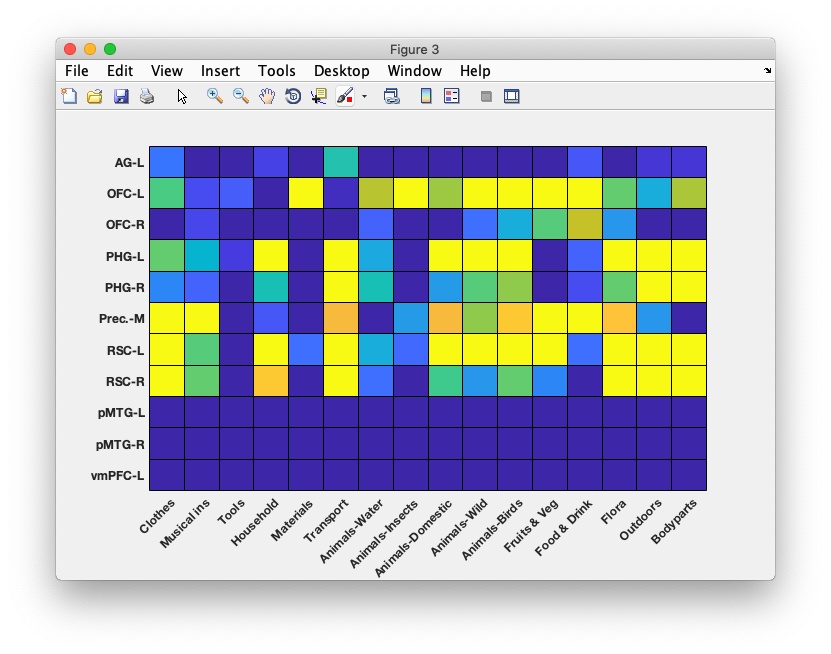 Figure 3
File Edit View Insert Tools Desktop Window Help
AG-L
OFC-L
OFC-R
PHG-L
PHG-R
Prec.-M
RSC-L
RSC-R
pMTG-L
pMTG-R
vmPFC-L
Clothes
Musical ins
Tools
Household
Materials
Transport
Animals-Water
Animals-Insects
Animals-Domestic
Animals-Wild
Animals-Birds
Fruits & Veg
Food & Drink
Flora
Outdoors
Bodyparts